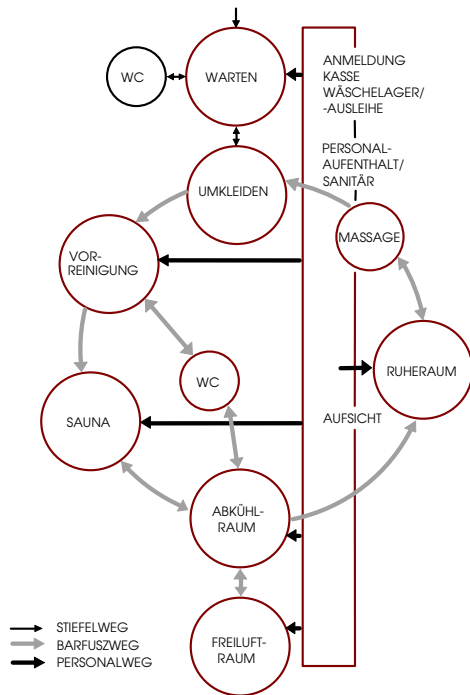 WC
WARTEN
ANMELDUNG
KASSE
WÄSCHELAGER/
-AUSLEIHE
PERSONAL-
AUFENTHALT/
SANITÄR
UMKLEIDEN
MASSAGE
VOR-
REINIGUNG
WC
RUHERAUM
SAUNA
AUFSICHT
ABKÜHL-
RAUM
FREILUFT-
RAUM
STIEFELWEG
BARFUSZWEG
PERSONALWEG